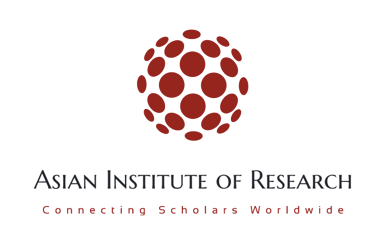 Asian Institute of Research
Connecting Scholars Worldwide